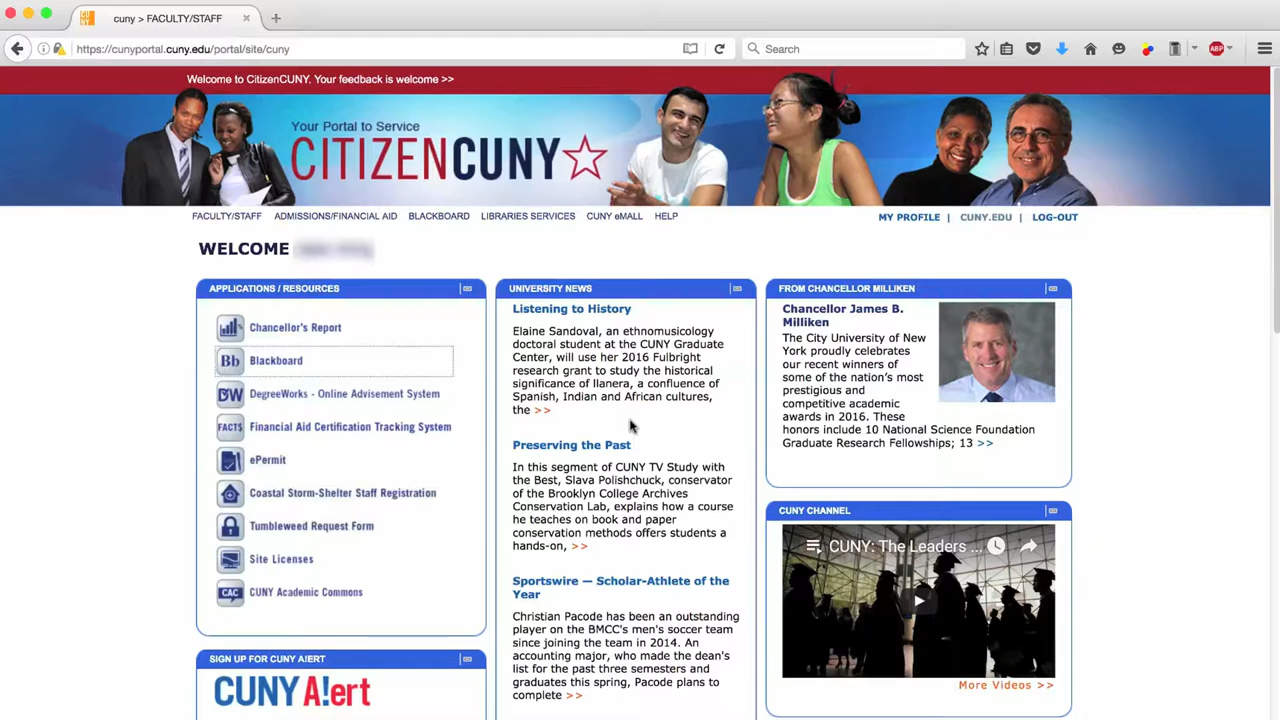 cuny > FACULTY/STAFF
https://cunyportal.cuny.edu/portal/site/cuny
Search
ABP
Welcome to CitizenCUNY. Your feedback is welcome >>
Your Portal to Service
CITIZENCUNY
FACULTY/STAFF ADMISSIONS/FINANCIAL AID BLACKBOARD LIBRARIES SERVICES CUNY eMALL HELP
MY PROFILE | CUNY.EDU | LOG-OUT
WELCOME
APPLICATIONS / RESOURCES
Chancellor's Report
Bb Blackboard
DW DegreeWorks - Online Advisement System
FACTS Financial Aid Certification Tracking System
ePermit
Coastal Storm-Shelter Staff Registration
Tumbleweed Request Form
Site Licenses
CAC CUNY Academic Commons
SIGN UP FOR CUNY A!ERT
CUNY A!ert
UNIVERSITY NEWS
Listening to History
Elaine Sandoval, an ethnomusicology
doctoral student at the CUNY Graduate
Center, will use her 2016 Fulbright
research grant to study the historical
significance of llanera, a confluence of
Spanish, Indian and African cultures,
the >>
Preserving the Past
In this segment of CUNY TV Study with
the Best, Slava Polishchuck, conservator
of the Brooklyn College Archives
Conservation Lab, explains how a course
he teaches on book and paper
conservation methods offers students a
hands-on, >>
Sportswire — Scholar-Athlete of the
Year
Christian Pacode has been an outstanding
player on the BMCC's men's soccer team
since joining the team in 2014. An
accounting major, who made the dean's
list for the past three semesters and
graduates this spring, Pacode plans to
complete >>
FROM CHANCELLOR MILLIKEN
Chancellor James B.
Milliken
The City University of New
York proudly celebrates
our recent winners of
some of the nation's most
prestigious and
competitive academic
awards in 2016. These
honors include 10 National Science Foundation
Graduate Research Fellowships; 13 >>
CUNY CHANNEL
CUNY: The Leaders ...
More Videos >>